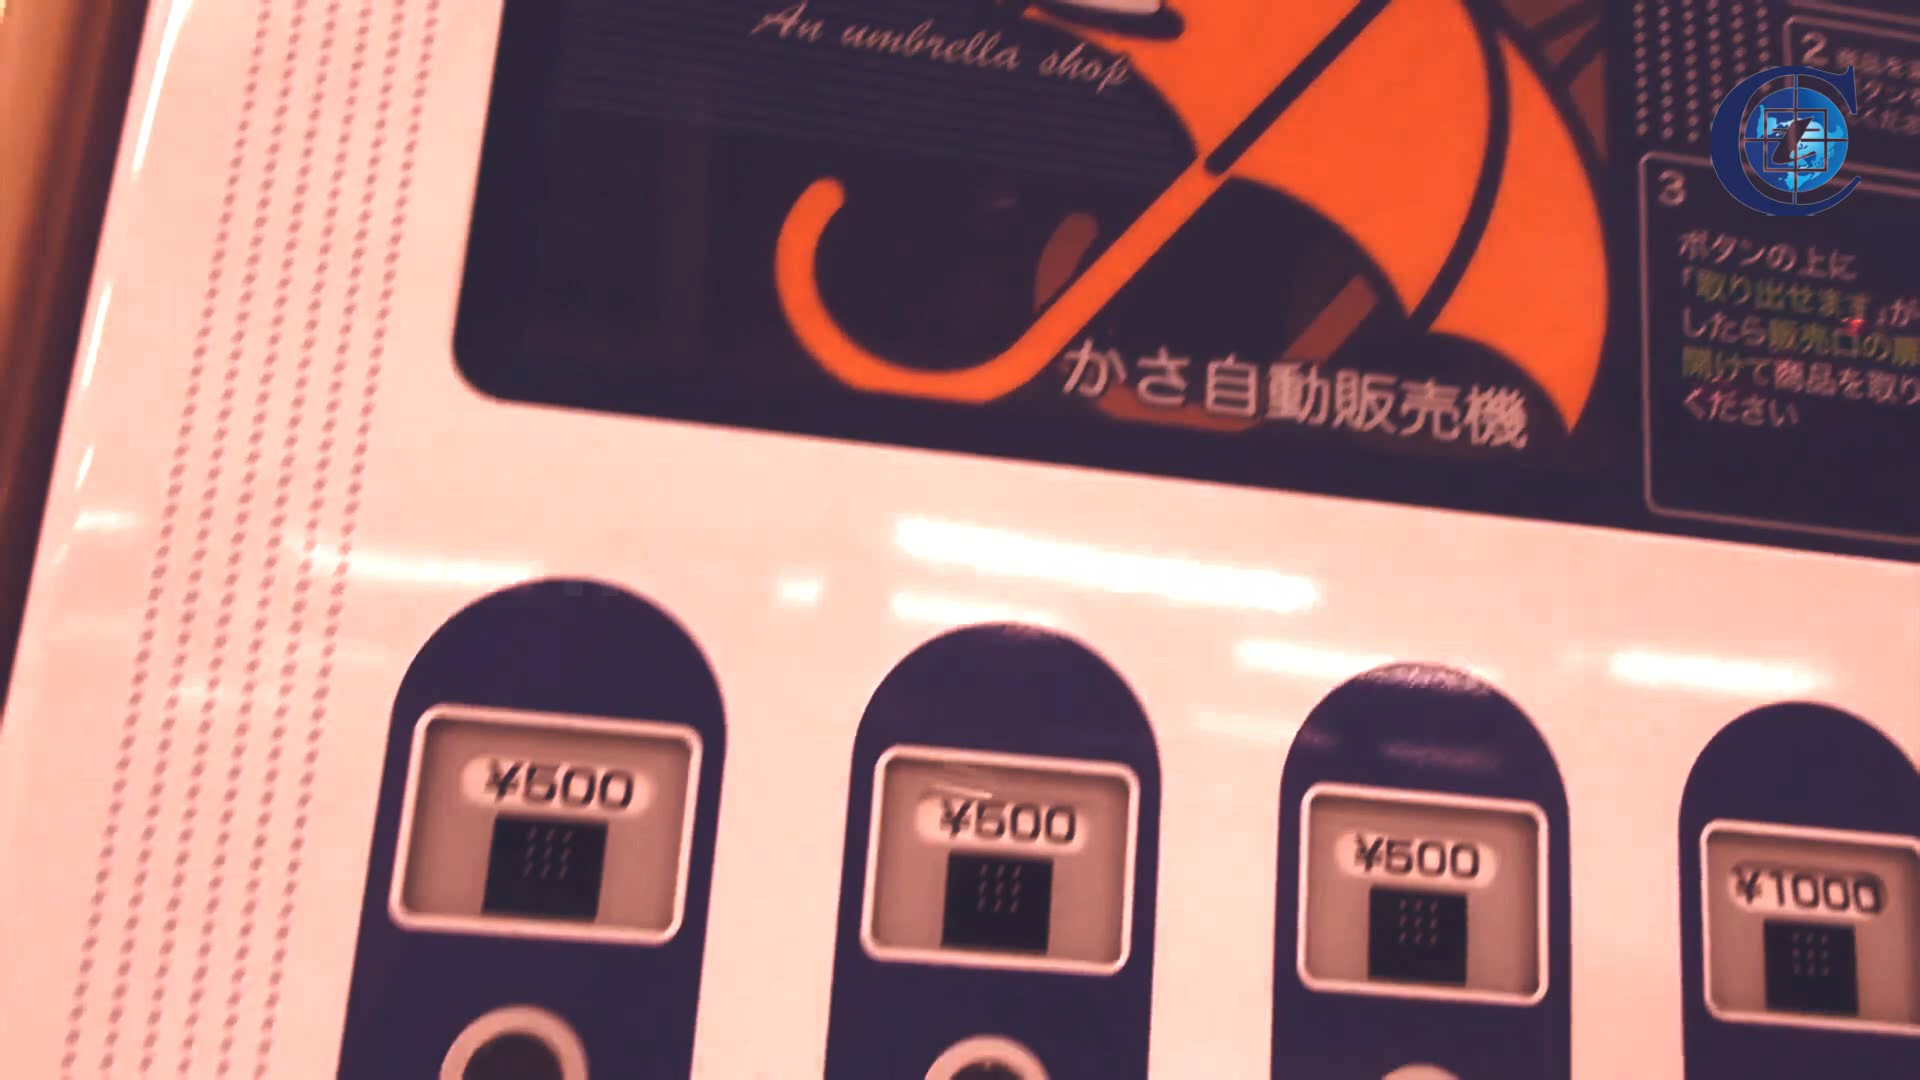 An umbrella shop
かさ自動販売機
2
3
ボタンの上に
「取り出せます」が
したら販売口の扉
開けて商品を取り
ください
¥500
¥500
¥500
¥1000